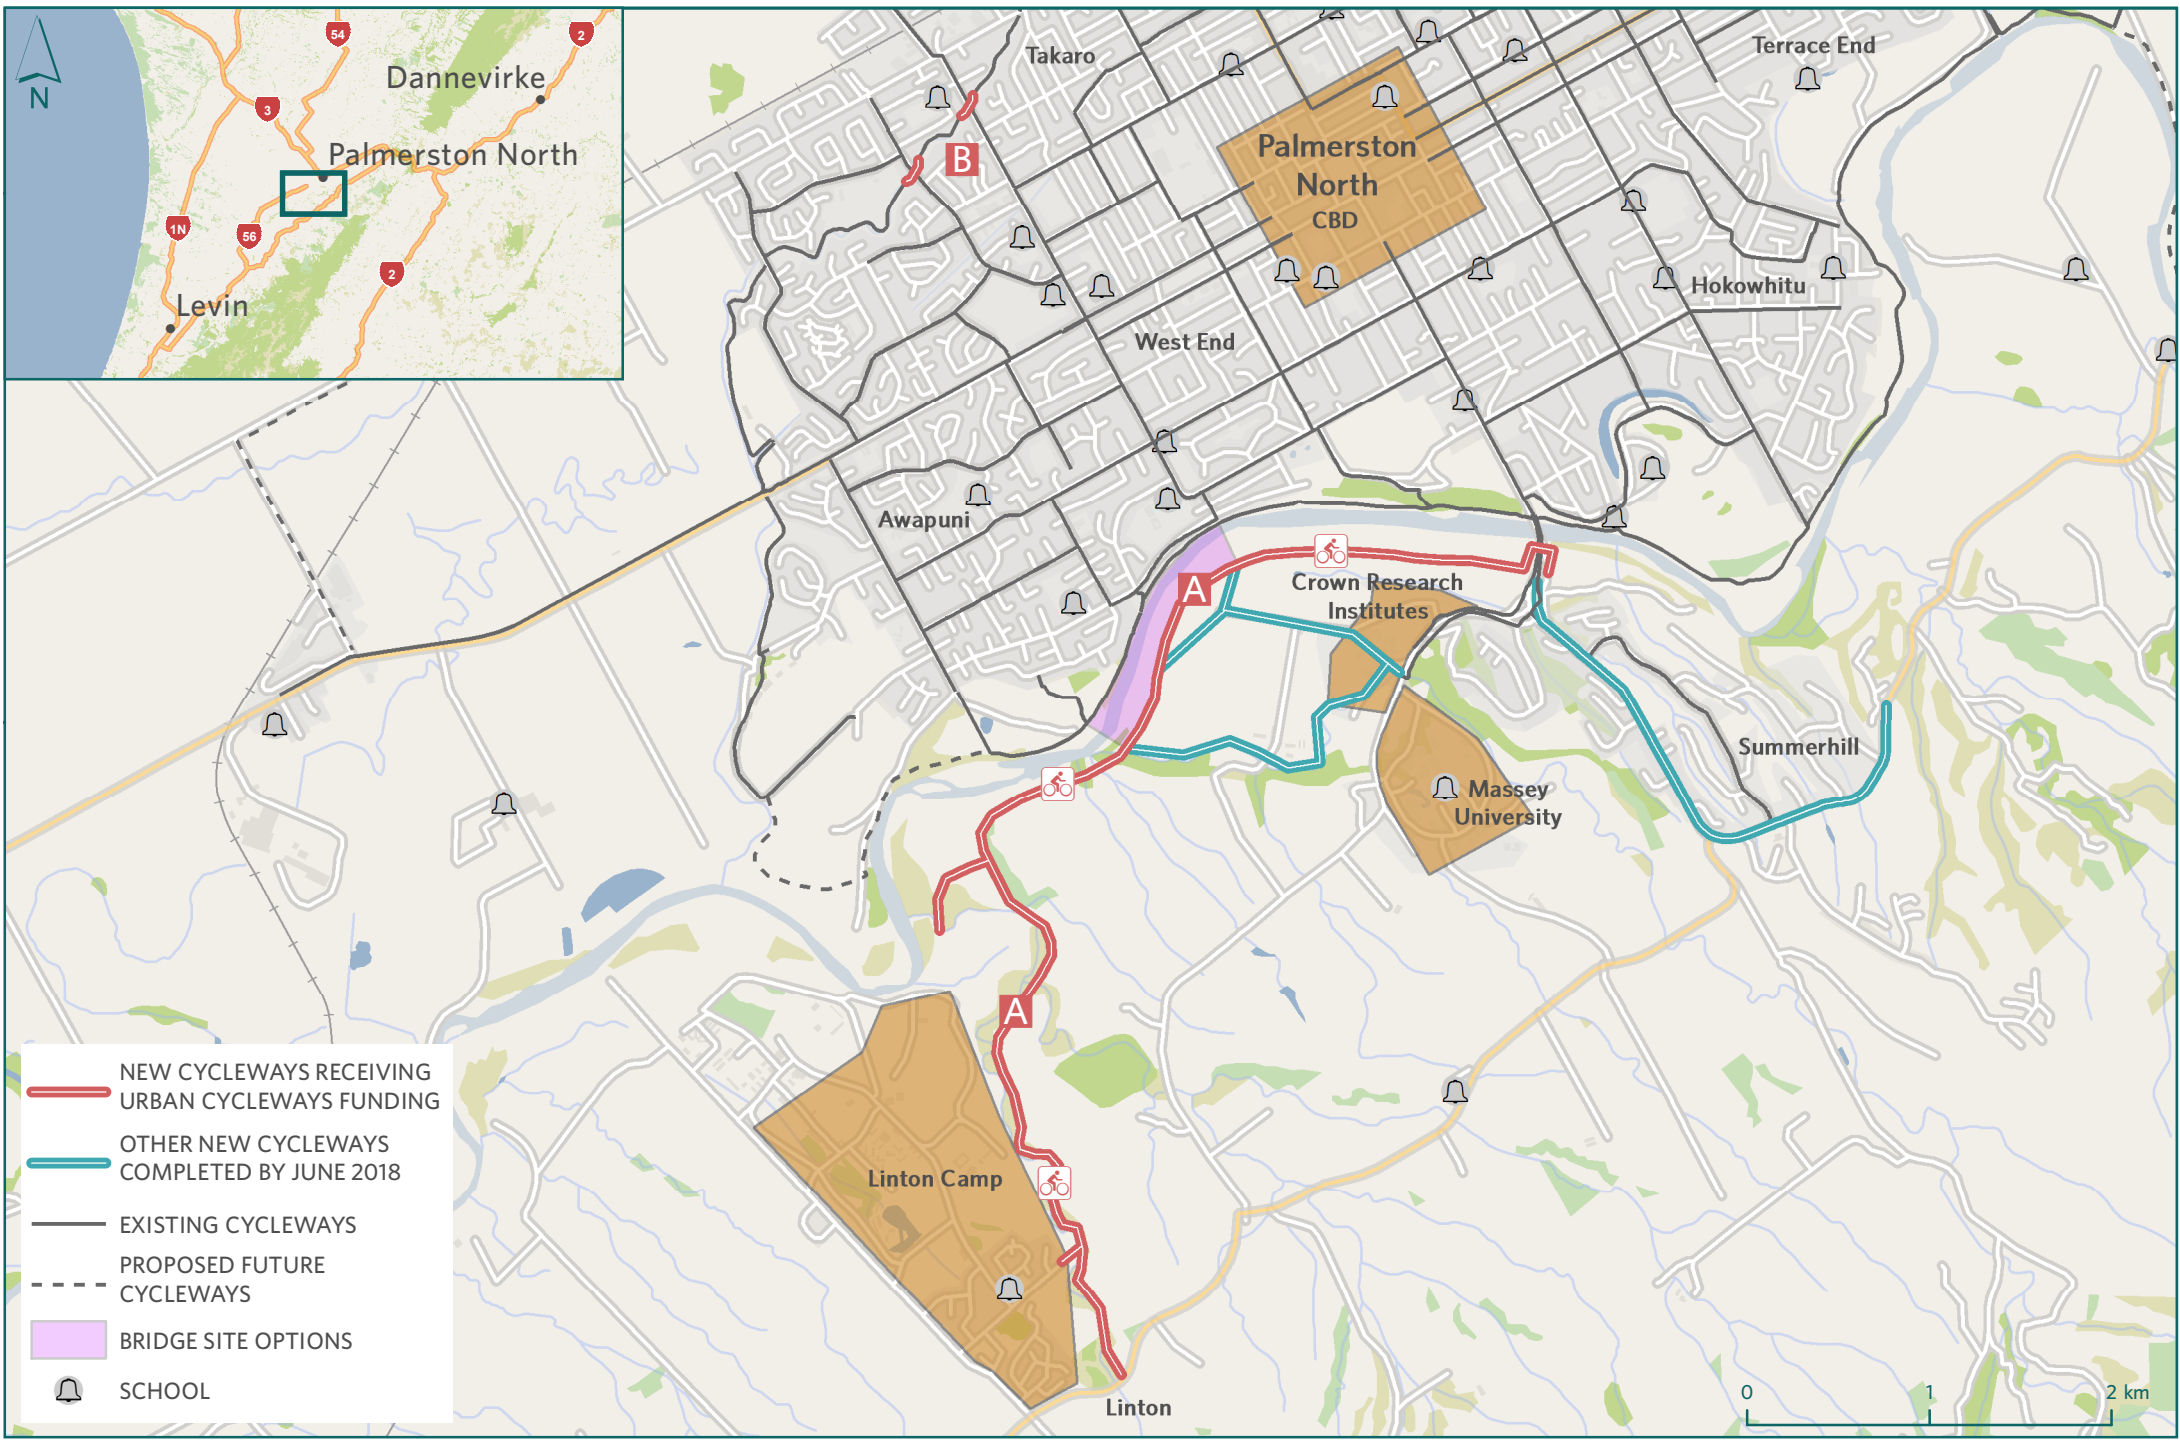 N
54
2
Dannevirke
3
Palmerston North
1N
56
2
Levin
Takaro
Terrace End
B
Palmerston
North
CBD
Hokowhitu
West End
Awapuni
A
Crown Research
Institutes
Summerhill
Massey
University
A
Linton Camp
Linton
NEW CYCLEWAYS RECEIVING
URBAN CYCLEWAYS FUNDING
OTHER NEW CYCLEWAYS
COMPLETED BY JUNE 2018
EXISTING CYCLEWAYS
PROPOSED FUTURE
CYCLEWAYS
BRIDGE SITE OPTIONS
SCHOOL
0 1 2 km